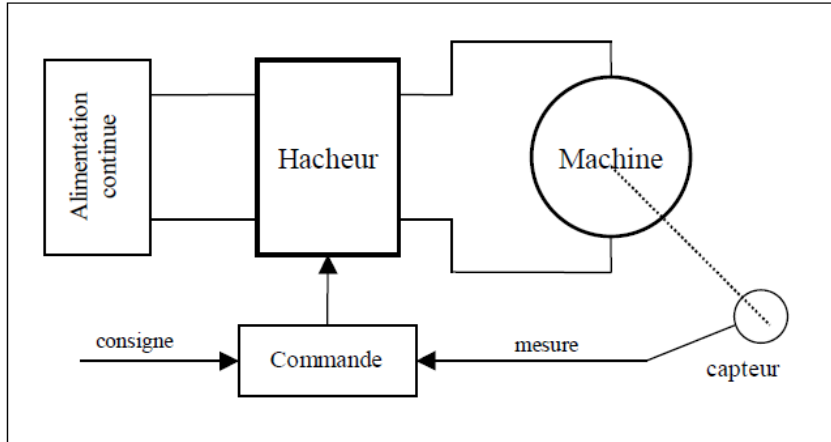 Alimentation
continue
Hacheur
Machine
consigne
Commande
mesure
capteur